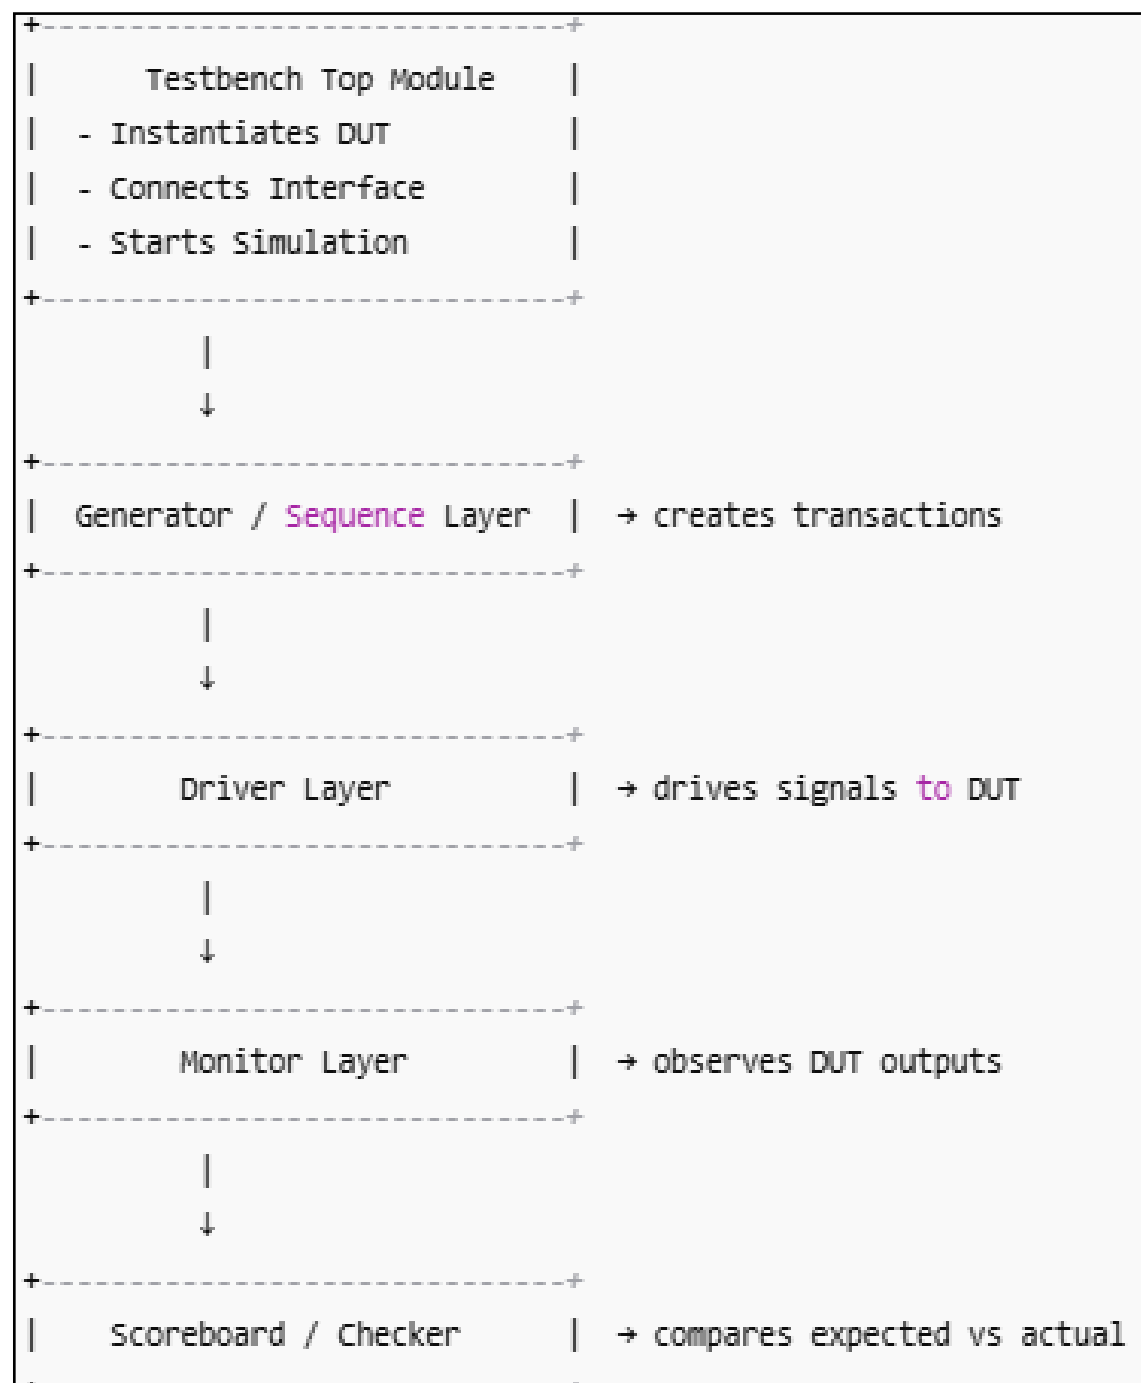 +------------------------------+
|      Testbench Top Module    |
|  - Instantiates DUT          |
|  - Connects Interface        |
|  - Starts Simulation         |
+------------------------------+
          |
          ↓
+------------------------------+
|  Generator / Sequence Layer  |  → creates transactions
+------------------------------+
          |
          ↓
+------------------------------+
|        Driver Layer          |  → drives signals to DUT
+------------------------------+
          |
          ↓
+------------------------------+
|        Monitor Layer         |  → observes DUT outputs
+------------------------------+
          |
          ↓
+------------------------------+
|    Scoreboard / Checker      |  → compares expected vs actual